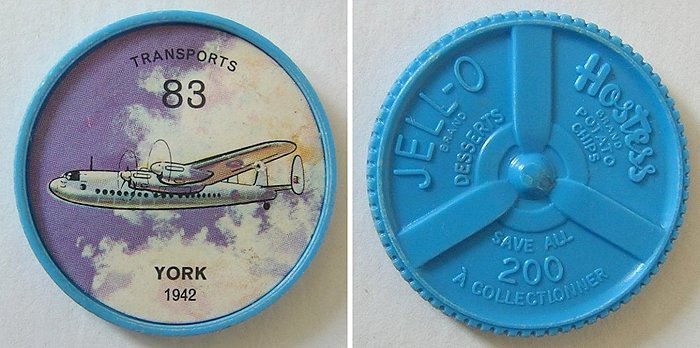 TRANSPORTS
83
YORK
1942
JELL-O
BRAND
DESSERTS
Hostess
BRAND
POTATO
CHIPS
SAVE ALL
200
À COLLECTIONNER